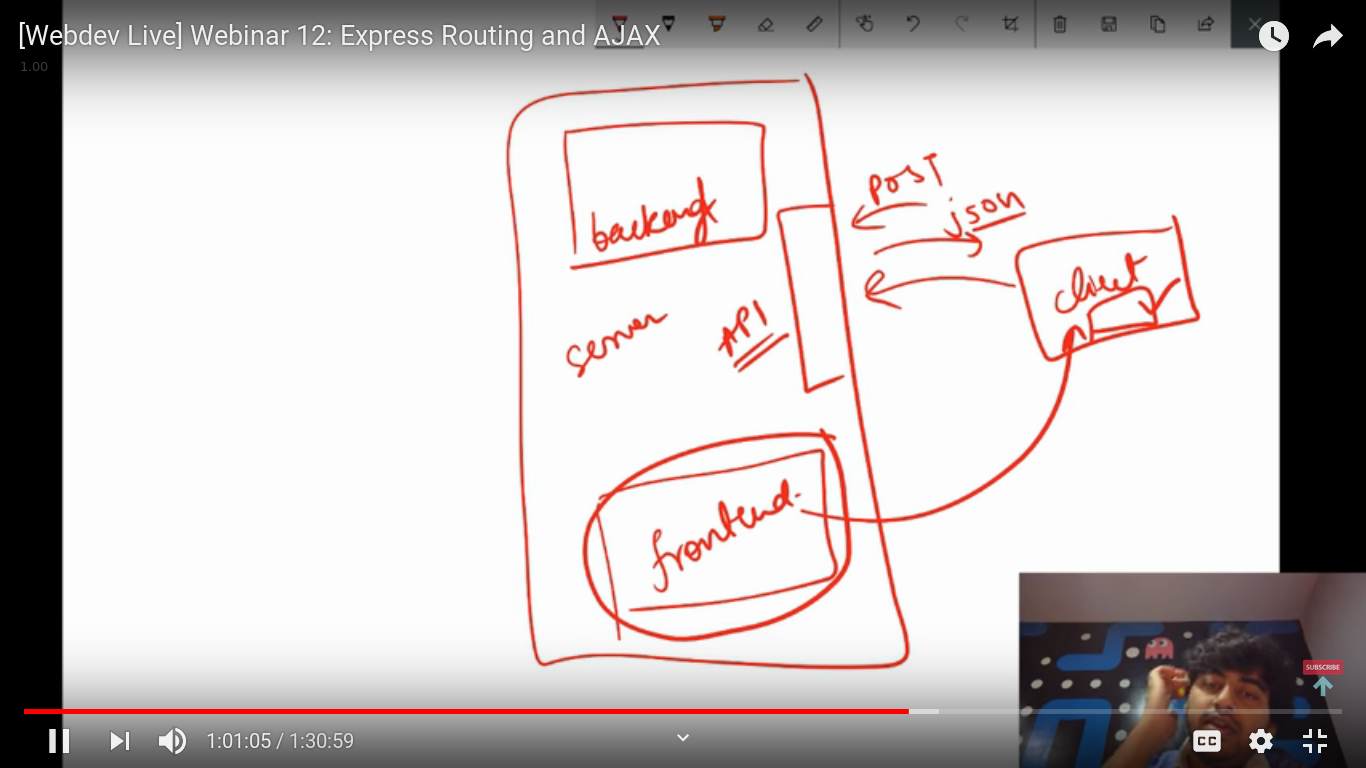 [Webdev Live] Webinar 12: Express Routing and AJAX
1.00
backend
POST
json
client
server
API
frontend
SUBSCRIBE
1:01:05 / 1:30:59
CC